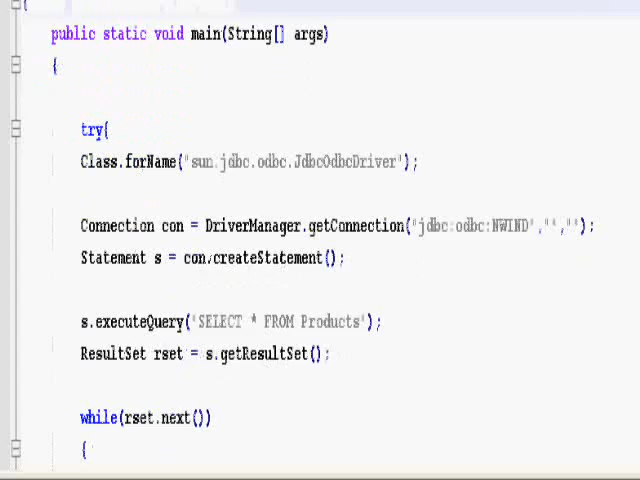 {
public static void main(String[] args)
{
try{
Class.forName("sun.jdbc.odbc.JdbcOdbcDriver");
Connection con = DriverManager.getConnection("jdbc:odbc:NWIND","","");
Statement s = con.createStatement();
s.executeQuery("SELECT * FROM Products");
ResultSet rset = s.getResultSet();
while(rset.next())
{